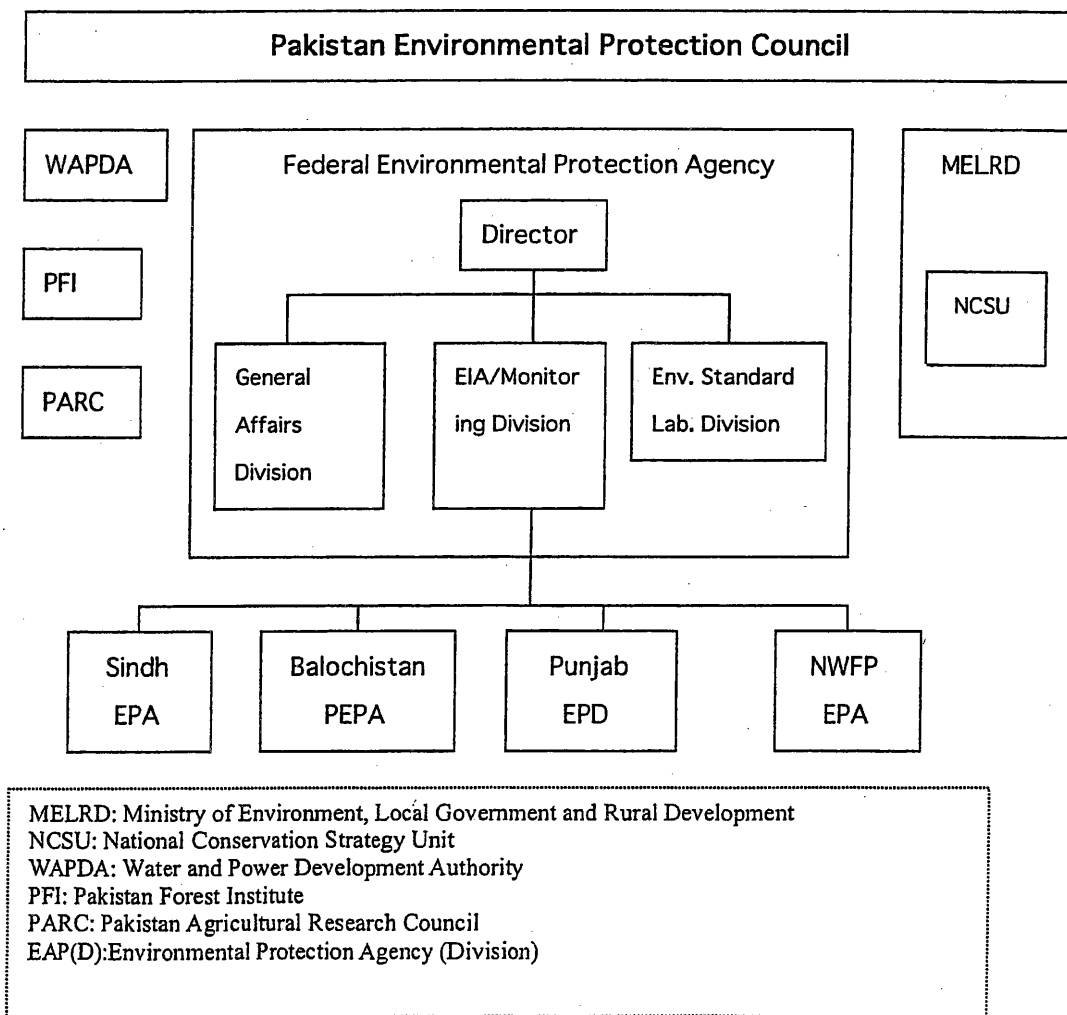 Pakistan Environmental Protection Council
WAPDA
PFI
PARC
Federal Environmental Protection Agency
Director
General
Affairs
Division
EIA/Monitor
ing Division
Env. Standard
Lab. Division
MELRD
NCSU
Sindh
EPA
Balochistan
PEPA
Punjab
EPD
NWFP
EPA
MELRD: Ministry of Environment, Local Government and Rural Development
NCSU: National Conservation Strategy Unit
WAPDA: Water and Power Development Authority
PFI: Pakistan Forest Institute
PARC: Pakistan Agricultural Research Council
EAP(D):Environmental Protection Agency (Division)